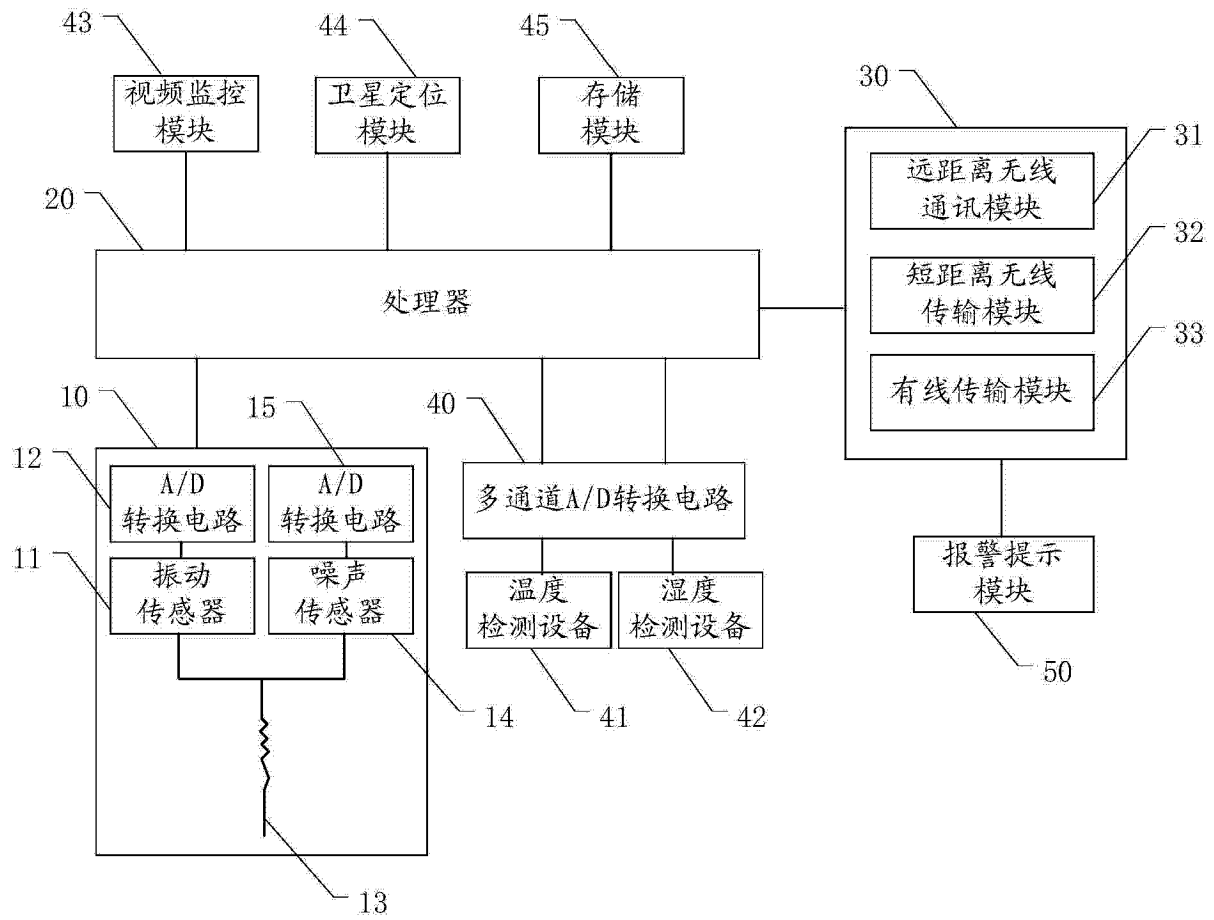 43
44
45
视频监控
模块
卫星定位
模块
存储
模块
30
31
远距离无线
通讯模块
20
32
短距离无线
传输模块
处理器
33
有线传输模块
10
15
40
12
A/D
转换电路
A/D
转换电路
多通道A/D转换电路
11
振动
传感器
噪声
传感器
温度
检测设备
湿度
检测设备
报警提示
模块
14
41
42
50
13